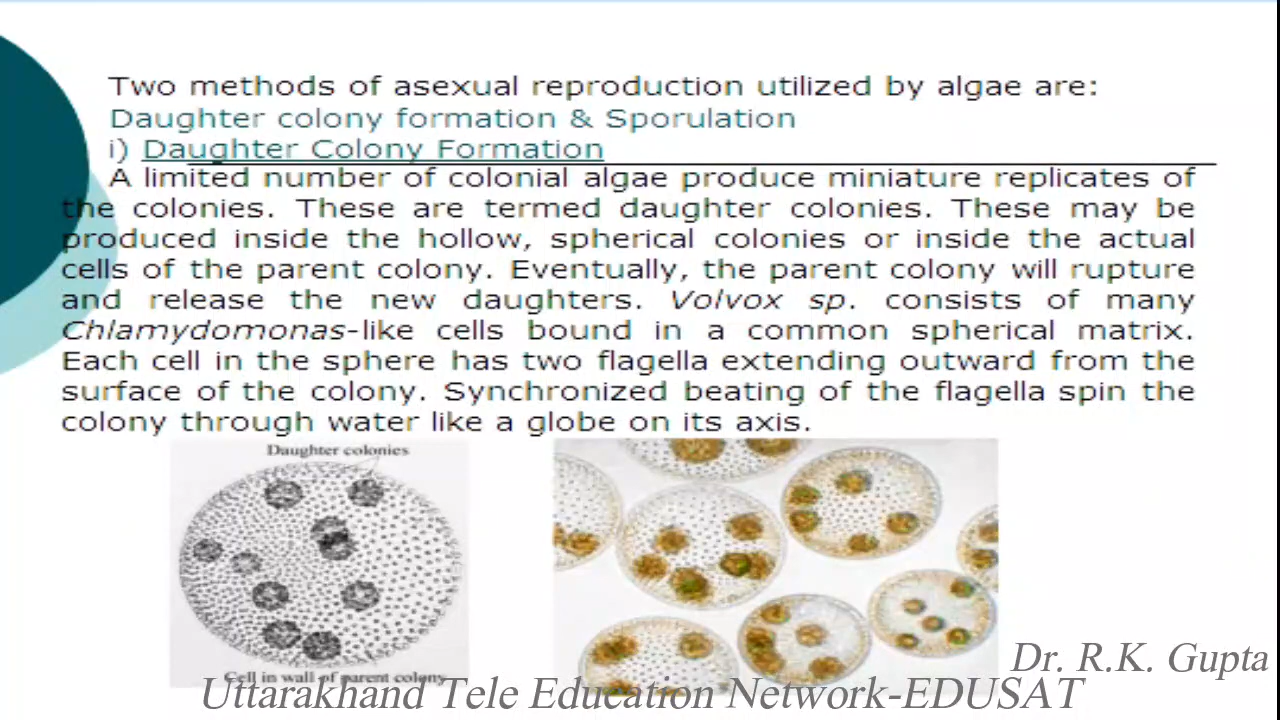 Two methods of asexual reproduction utilized by algae are:
Daughter colony formation & Sporulation
i) Daughter Colony Formation
A limited number of colonial algae produce miniature replicates of
the colonies. These are termed daughter colonies. These may be
produced inside the hollow, spherical colonies or inside the actual
cells of the parent colony. Eventually, the parent colony will rupture
and release the new daughters. Volvox sp. consists of many
Chlamydomonas-like cells bound in a common spherical matrix.
Each cell in the sphere has two flagella extending outward from the
surface of the colony. Synchronized beating of the flagella spin the
colony through water like a globe on its axis.
Daughter colonies
Cell in wall of parent colony
Dr. R.K. Gupta
Uttarakhand Tele Education Network-EDUSAT